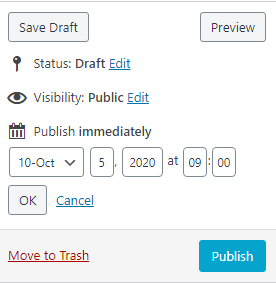 Save Draft Preview
Status: Draft Edit
Visibility: Public Edit
Publish immediately
10-Oct 5, 2020 at 09 : 00
OK Cancel
Move to Trash Publish